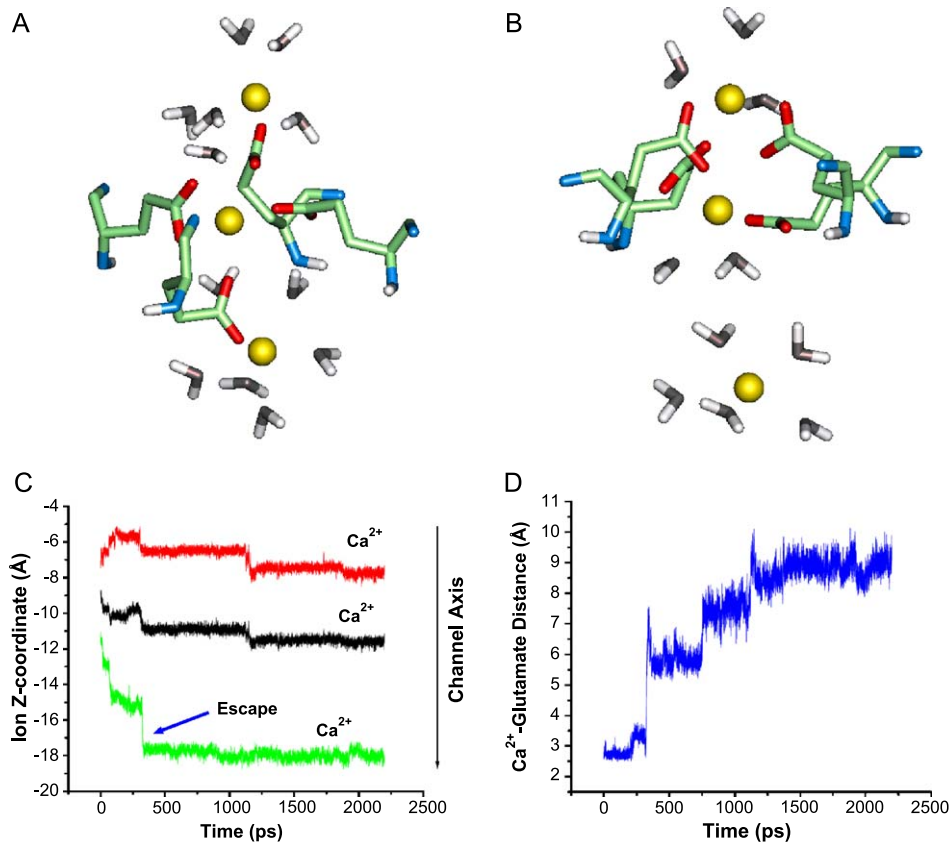 A
B
C
Ion Z-coordinate (Å)
-4
-6
-8
-10
-12
-14
-16
-18
-20
Ca²⁺
Ca²⁺
Escape
Ca²⁺
Channel Axis
0 500 1000 1500 2000 2500
Time (ps)
D
Ca²⁺-Glutamate Distance (Å)
11
10
9
8
7
6
5
4
3
2
0 500 1000 1500 2000 2500
Time (ps)